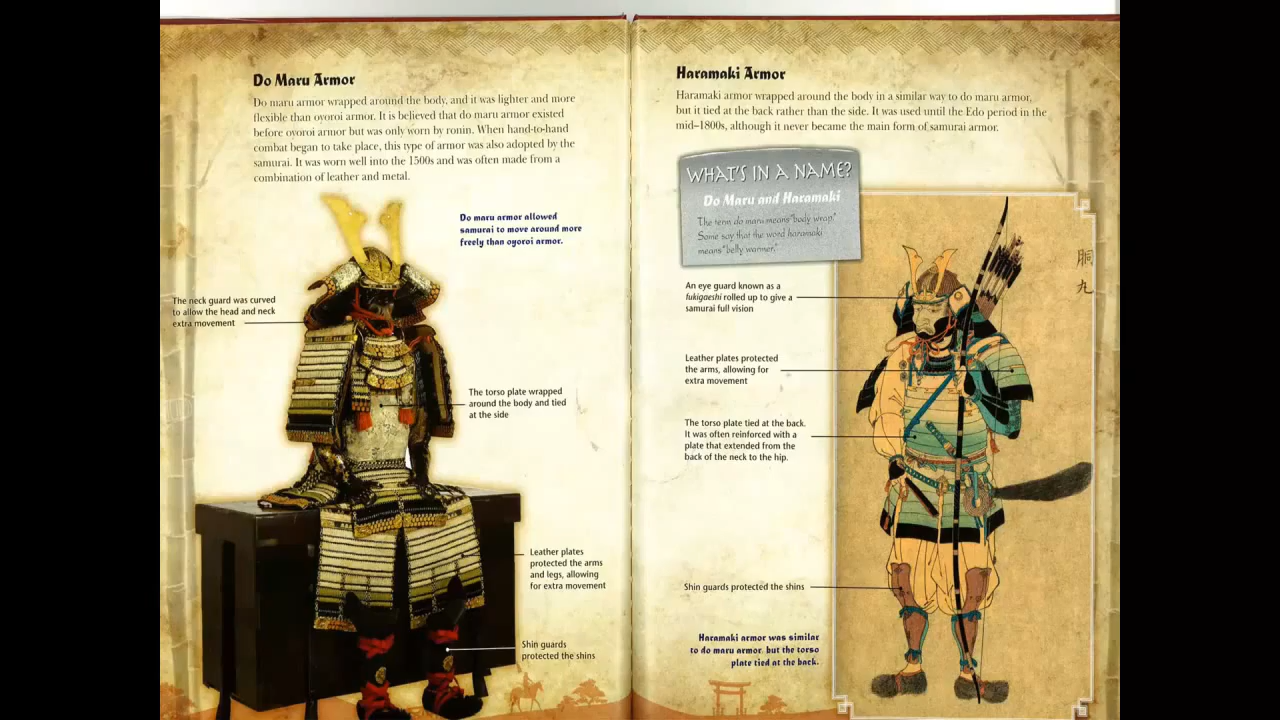 Do Maru Armor
Do maru armor wrapped around the body, and it was lighter and more
flexible than oyoroi armor. It is believed that do maru armor existed
before oyoroi armor but was only worn by ronin. When hand-to-hand
combat began to take place, this type of armor was also adopted by the
samurai. It was worn well into the 1500s and was often made from a
combination of leather and metal.
Do maru armor allowed
samurai to move around more
freely than oyoroi armor.
The neck guard was curved
to allow the head and neck
extra movement
The torso plate wrapped
around the body and tied
at the side
Leather plates
protected the arms
and legs, allowing
for extra movement
Shin guards
protected the shins
Haramaki Armor
Haramaki armor wrapped around the body in a similar way to do maru armor,
but it tied at the back rather than the side. It was used until the Edo period in the
mid–1800s, although it never became the main form of samurai armor.
WHAT'S IN A NAME?
Do Maru and Haramaki
The term do maru means "body wrap."
Some say that the word haramaki
means "belly warmer."
An eye guard known as a
fukigaeshi rolled up to give a
samurai full vision
Leather plates protected
the arms, allowing for
extra movement
The torso plate tied at the back.
It was often reinforced with a
plate that extended from the
back of the neck to the hip.
Shin guards protected the shins
Haramaki armor was similar
to do maru armor, but the torso
plate tied at the back.
胴
丸